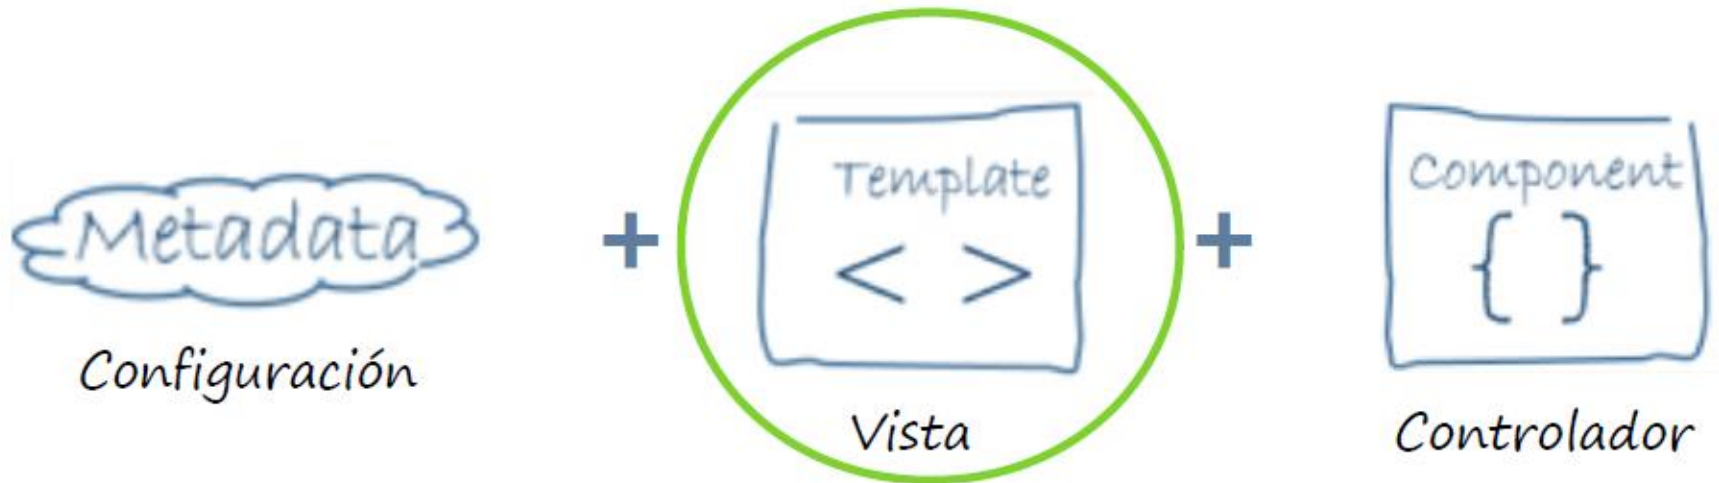 Metadata
Configuración
+
Template
< >
Vista
+
Component
{ }
Controlador